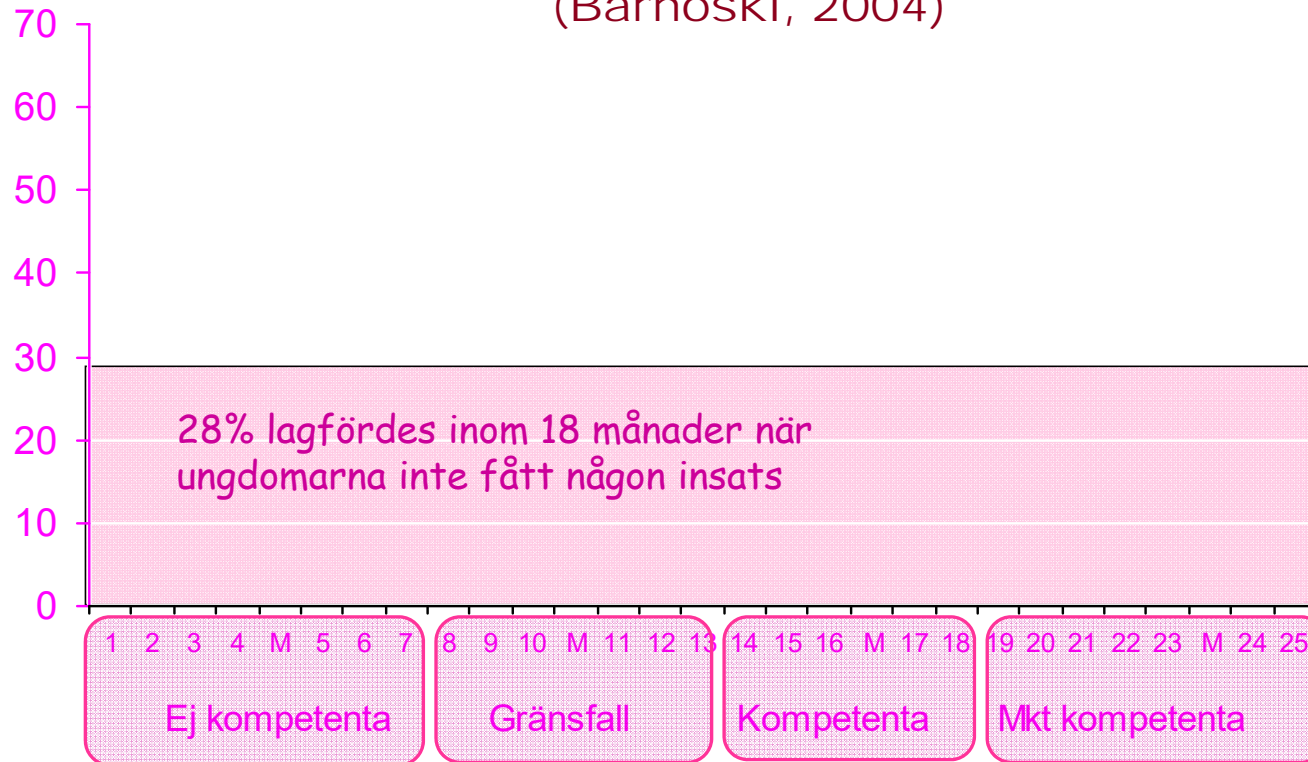 (Barnoski, 2004)
70
60
50
40
30
20
10
0
28% lagfördes inom 18 månader när
ungdomarna inte fått någon insats
1 2 3 4 M 5 6 7 8 9 10 M 11 12 13 14 15 16 M 17 18 19 20 21 22 23 M 24 25
Ej kompetenta Gränsfall Kompetenta Mkt kompetenta